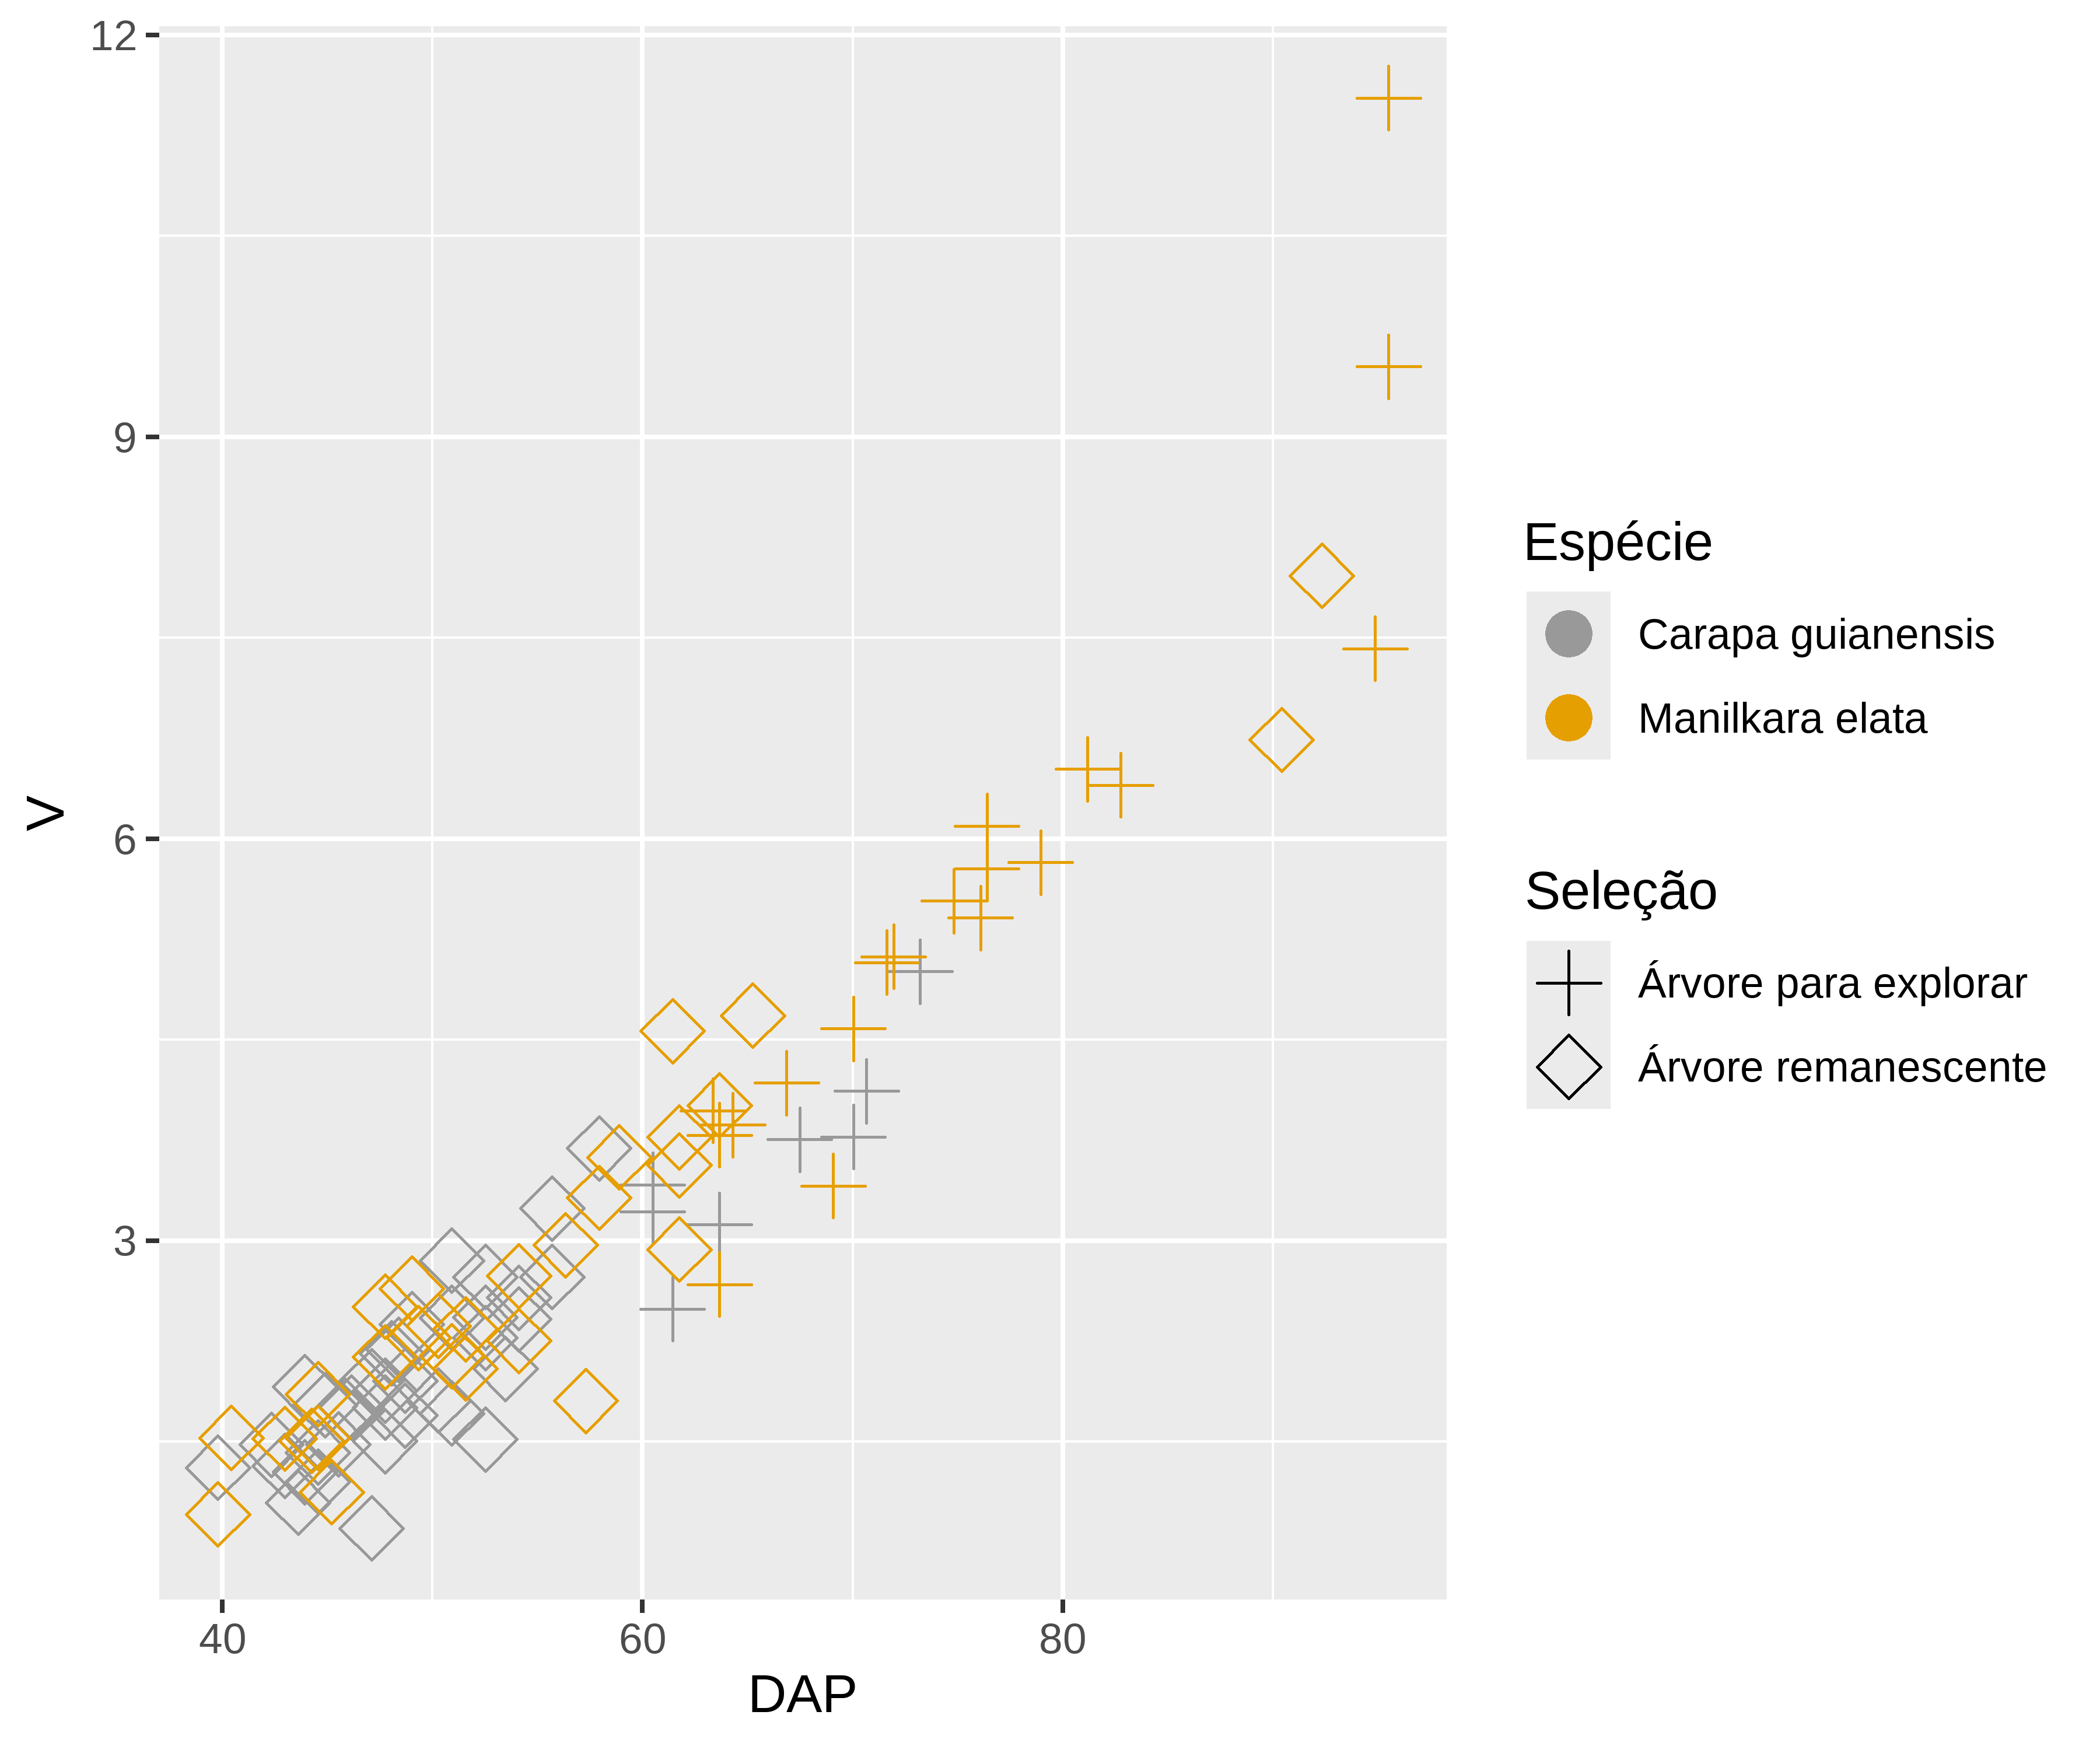 12
9
6
3
V
40
60
80
DAP
Espécie
Carapa guianensis
Manilkara elata
Seleção
Árvore para explorar
Árvore remanescente